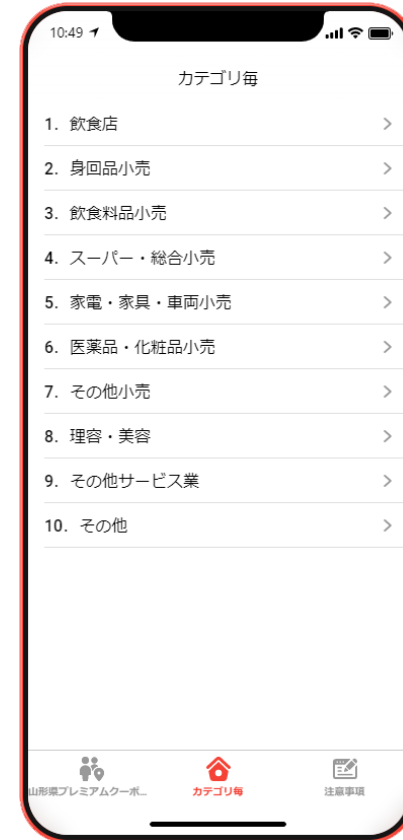 10:49
カテゴリ毎
1. 飲食店
2. 身回品小売
3. 飲食料品小売
4. スーパー・総合小売
5. 家電・家具・車両小売
6. 医薬品・化粧品小売
7. その他小売
8. 理容・美容
9. その他サービス業
10. その他
山形県プレミアムクーポ...
カテゴリ毎
注意事項